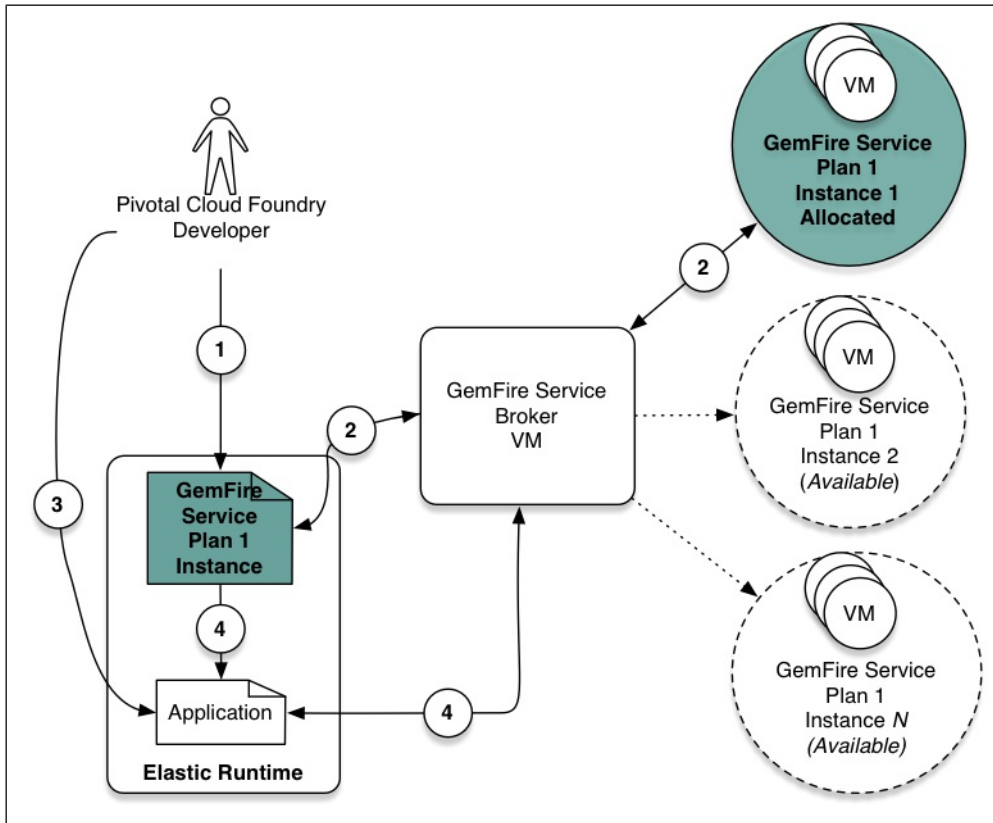 VM
GemFire Service
Plan 1
Instance 1
Allocated
Pivotal Cloud Foundry
Developer
2
1
VM
GemFire Service
Broker
VM
GemFire Service
Plan 1
Instance 2
(Available)
2
GemFire
Service
Plan 1
Instance
3
4
VM
GemFire Service
Plan 1
Instance N
(Available)
Application
4
Elastic Runtime